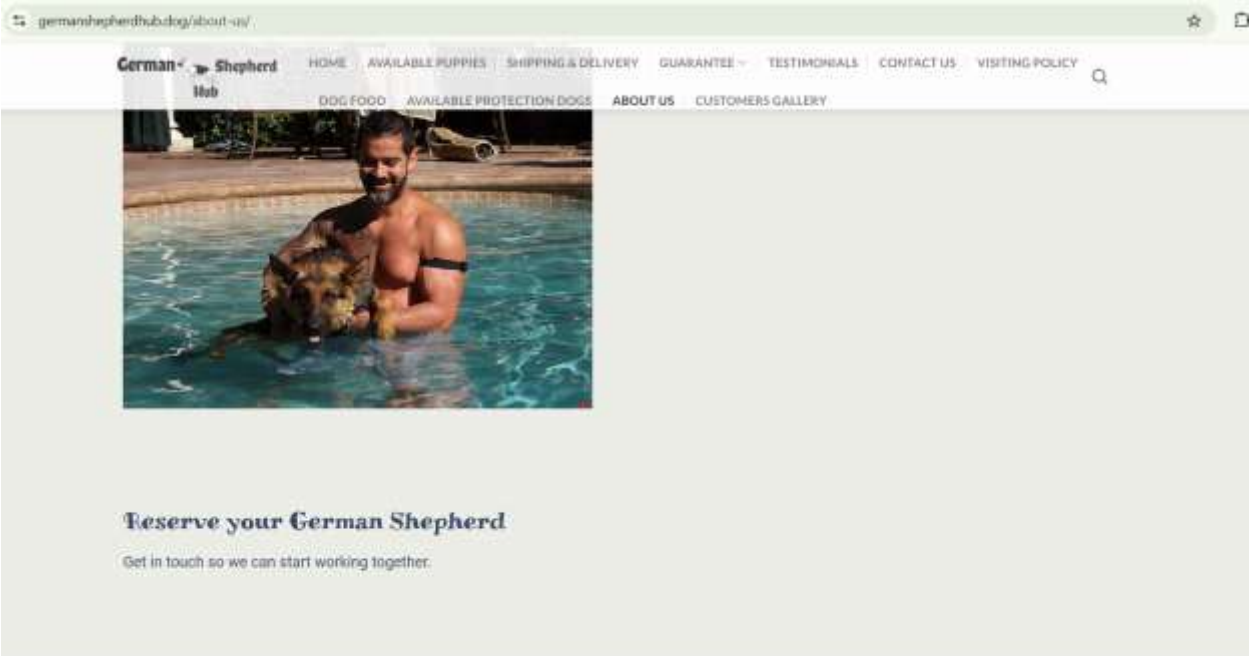 germanshepherdhub.dog/about-us/
German Shepherd
Hub
HOME AVAILABLE PUPPIES SHIPPING & DELIVERY GUARANTEE TESTIMONIALS CONTACT US VISITING POLICY
DOG FOOD AVAILABLE PROTECTION DOGS ABOUT US CUSTOMERS GALLERY
Reserve your German Shepherd
Get in touch so we can start working together.